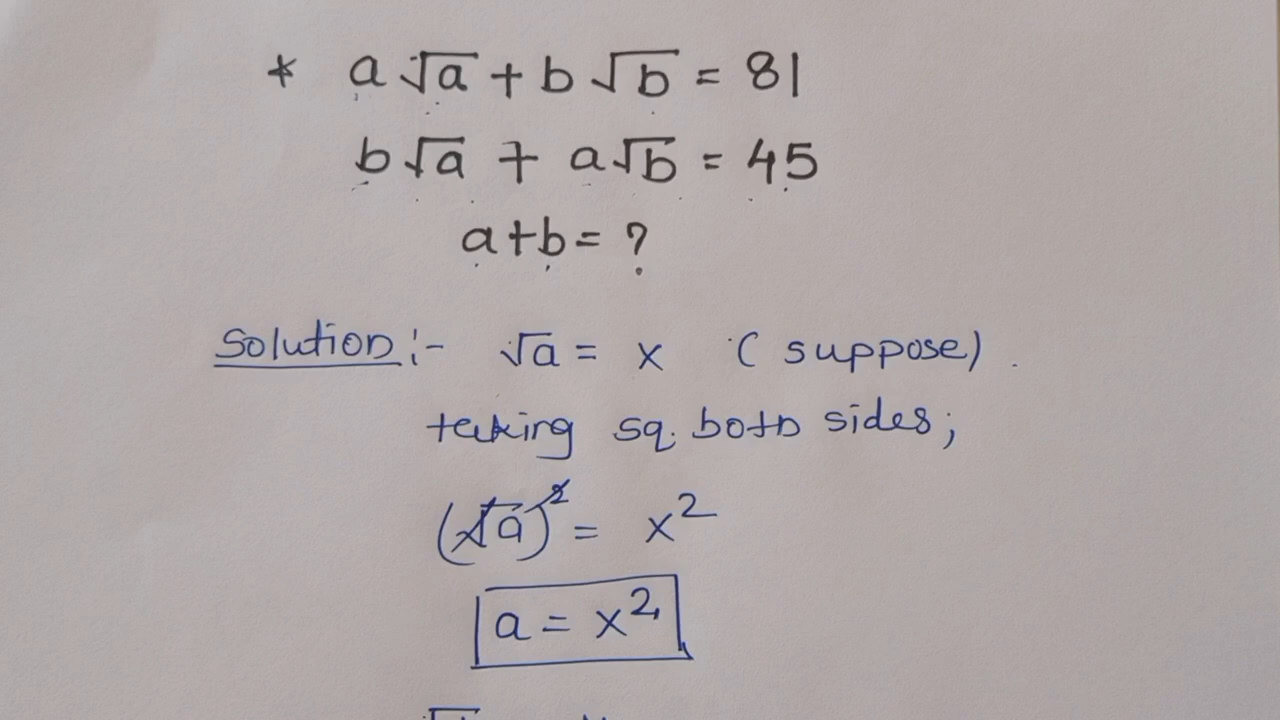 * a√a + b√b = 81
b√a + a√b = 45
a+b = ?
Solution:- √a = x (suppose).
taking sq. both sides;
(√a)² = x²
a = x²